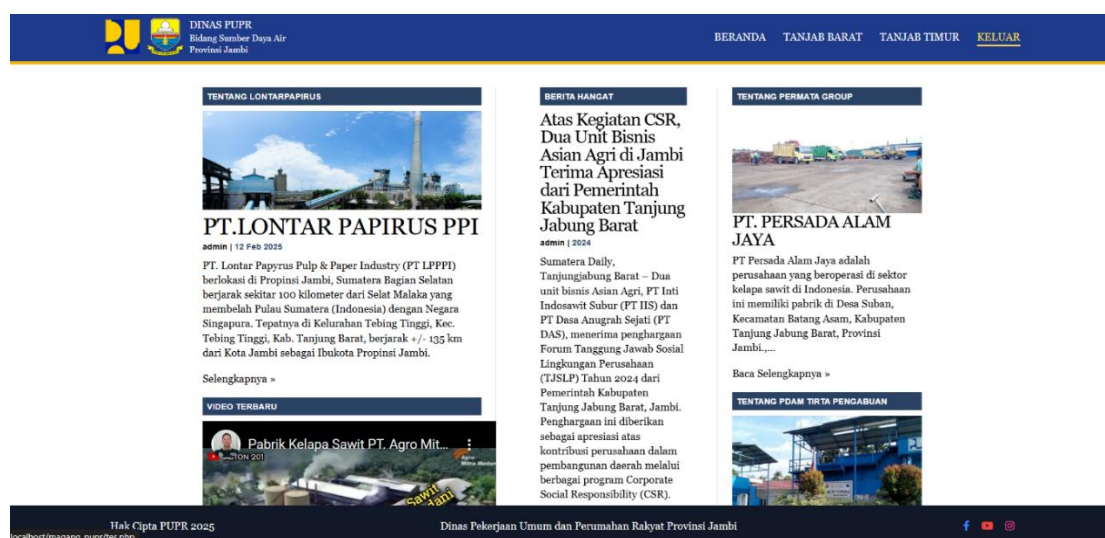 DINAS PUPR
Bidang Sumber Daya Air
Provinsi Jambi
BERANDA TANJAB BARAT TANJAB TIMUR KELUAR
TENTANG LONTARPAPIRUS
PT.LONTAR PAPIRUS PPI
admin | 12 Feb 2025
PT. Lontar Papyrus Pulp & Paper Industry (PT LPPPI)
berlokasi di Propinsi Jambi, Sumatera Bagian Selatan
berjarak sekitar 100 kilometer dari Selat Malaka yang
membelah Pulau Sumatera (Indonesia) dengan Negara
Singapura. Tepatnya di Kelurahan Tebing Tinggi, Kec.
Tebing Tinggi, Kab. Tanjung Barat, berjarak +/- 135 km
dari Kota Jambi sebagai Ibukota Propinsi Jambi.
Selengkapnya »
VIDEO TERBARU
Pabrik Kelapa Sawit PT. Agro Mit...
Sawit
BERITA HANGAT
Atas Kegiatan CSR,
Dua Unit Bisnis
Asian Agri di Jambi
Terima Apresiasi
dari Pemerintah
Kabupaten Tanjung
Jabung Barat
admin | 2024
Sumatera Daily,
Tanjungjabung Barat – Dua
unit bisnis Asian Agri, PT Inti
Indosawit Subur (PT IIS) dan
PT Dasa Anugrah Sejati (PT
DAS), menerima penghargaan
Forum Tanggung Jawab Sosial
Lingkungan Perusahaan
(TJSLP) Tahun 2024 dari
Pemerintah Kabupaten
Tanjung Jabung Barat, Jambi.
Penghargaan ini diberikan
sebagai apresiasi atas
kontribusi perusahaan dalam
pembangunan daerah melalui
berbagai program Corporate
Social Responsibility (CSR).
TENTANG PERMATA GROUP
PT. PERSADA ALAM
JAYA
PT Persada Alam Jaya adalah
perusahaan yang beroperasi di sektor
kelapa sawit di Indonesia. Perusahaan
ini memiliki pabrik di Desa Suban,
Kecamatan Batang Asam, Kabupaten
Tanjung Jabung Barat, Provinsi
Jambi.,...
Baca Selengkapnya »
TENTANG PDAM TIRTA PENGABUAN
Hak Cipta PUPR 2025
Dinas Pekerjaan Umum dan Perumahan Rakyat Provinsi Jambi
localhost/magang_pupr/tes.php